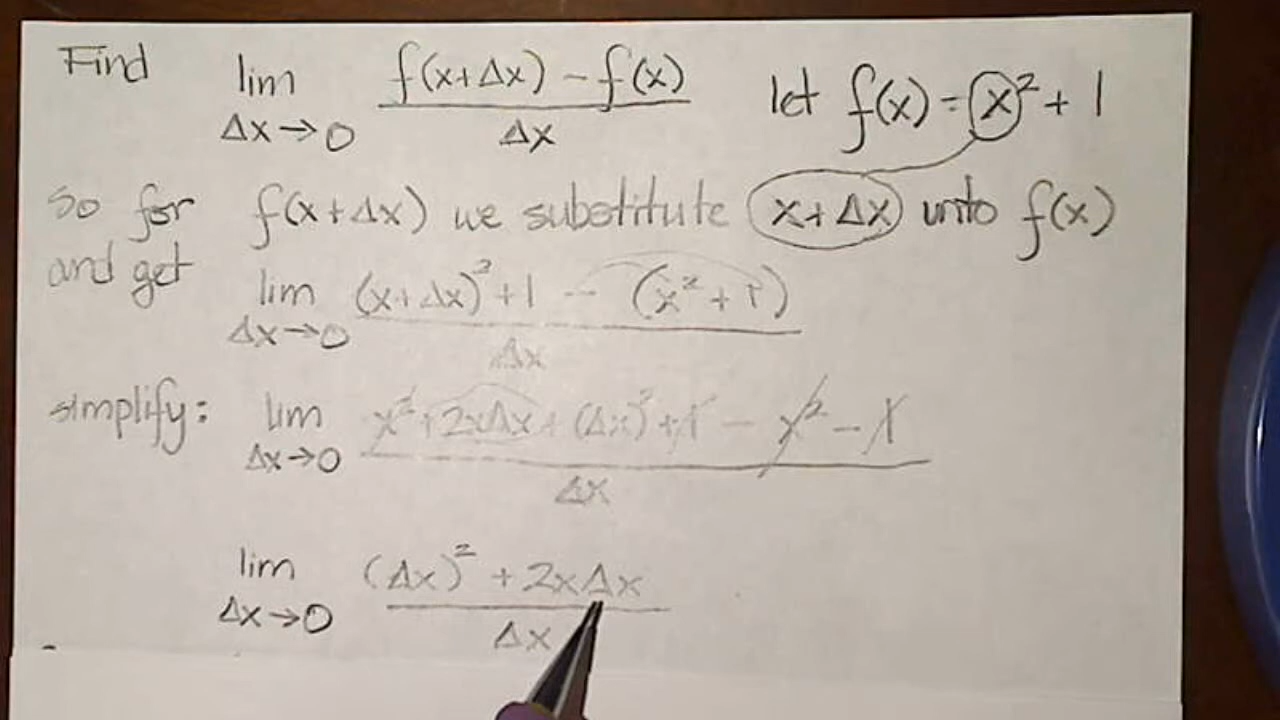 Find lim Δx→0 f(x+Δx) − f(x) / Δx let f(x) = x² + 1
So for f(x+Δx) we substitute x+Δx unto f(x)
and get
lim Δx→0 (x+Δx)² + 1 − (x² + 1) / Δx
simplify: lim Δx→0 x² + 2xΔx + (Δx)² + 1 − x² − 1 / Δx
lim Δx→0 (Δx)² + 2xΔx / Δx